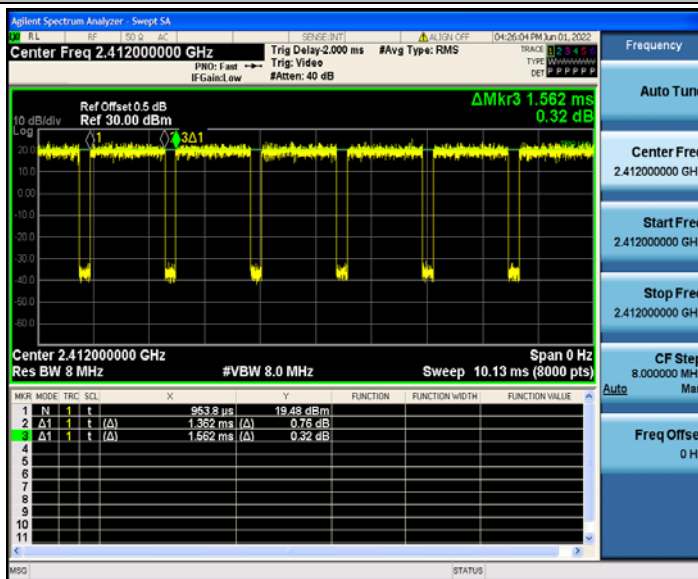 Agilent Spectrum Analyzer - Swept SA
RL RF 50 Ω AC SENSE:INT ALIGN OFF 04:26:04 PM Jun 01, 2022
Center Freq 2.412000000 GHz
PNO: Fast
IFGain:Low
Trig Delay-2.000 ms
Trig: Video
#Atten: 40 dB
#Avg Type: RMS
TRACE 1 2 3 4 5 6
TYPE WWWWWW
DET P P P P P P
Ref Offset 0.5 dB
10 dB/div Ref 30.00 dBm
Log
ΔMkr3 1.562 ms
0.32 dB
1 2 3Δ1
20.0
10.0
0.00
-10.0
-20.0
-30.0
-40.0
-50.0
-60.0
Center 2.412000000 GHz Span 0 Hz
Res BW 8 MHz #VBW 8.0 MHz Sweep 10.13 ms (8000 pts)
MKR MODE TRC SCL X Y FUNCTION FUNCTION WIDTH FUNCTION VALUE
1 N 1 t 953.8 µs 19.48 dBm
2 Δ1 1 t (Δ) 1.362 ms (Δ) 0.76 dB
3 Δ1 1 t (Δ) 1.562 ms (Δ) 0.32 dB
4
5
6
7
8
9
10
11
MSG STATUS
Frequency
Auto Tun
Center Fre
2.412000000 GH
Start Fre
2.412000000 GH
Stop Fre
2.412000000 GH
CF Step
8.000000 MH
Auto Ma
Freq Offse
0 H